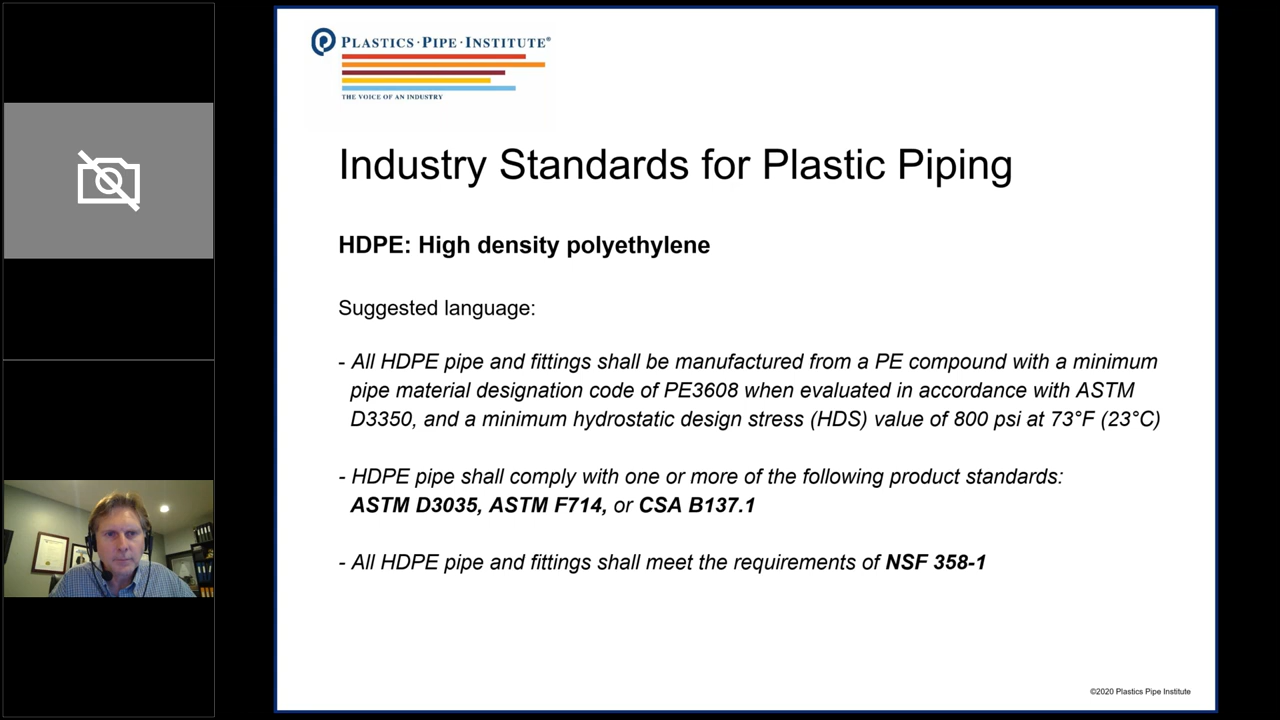 PLASTICS·PIPE·INSTITUTE®
THE VOICE OF AN INDUSTRY
Industry Standards for Plastic Piping
HDPE: High density polyethylene
Suggested language:
- All HDPE pipe and fittings shall be manufactured from a PE compound with a minimum
pipe material designation code of PE3608 when evaluated in accordance with ASTM
D3350, and a minimum hydrostatic design stress (HDS) value of 800 psi at 73°F (23°C)
- HDPE pipe shall comply with one or more of the following product standards:
ASTM D3035, ASTM F714, or CSA B137.1
- All HDPE pipe and fittings shall meet the requirements of NSF 358-1
©2020 Plastics Pipe Institute